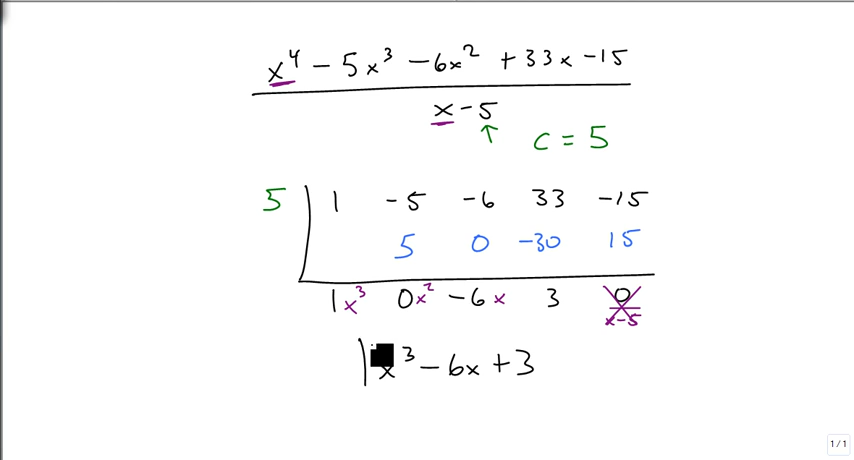 x⁴ - 5x³ - 6x² + 33x - 15
x - 5
↑ c = 5
5 | 1 -5 -6 33 -15
5 0 -30 15
1x³ 0x² -6x 3 0
x-5
x³ - 6x + 3
1 / 1